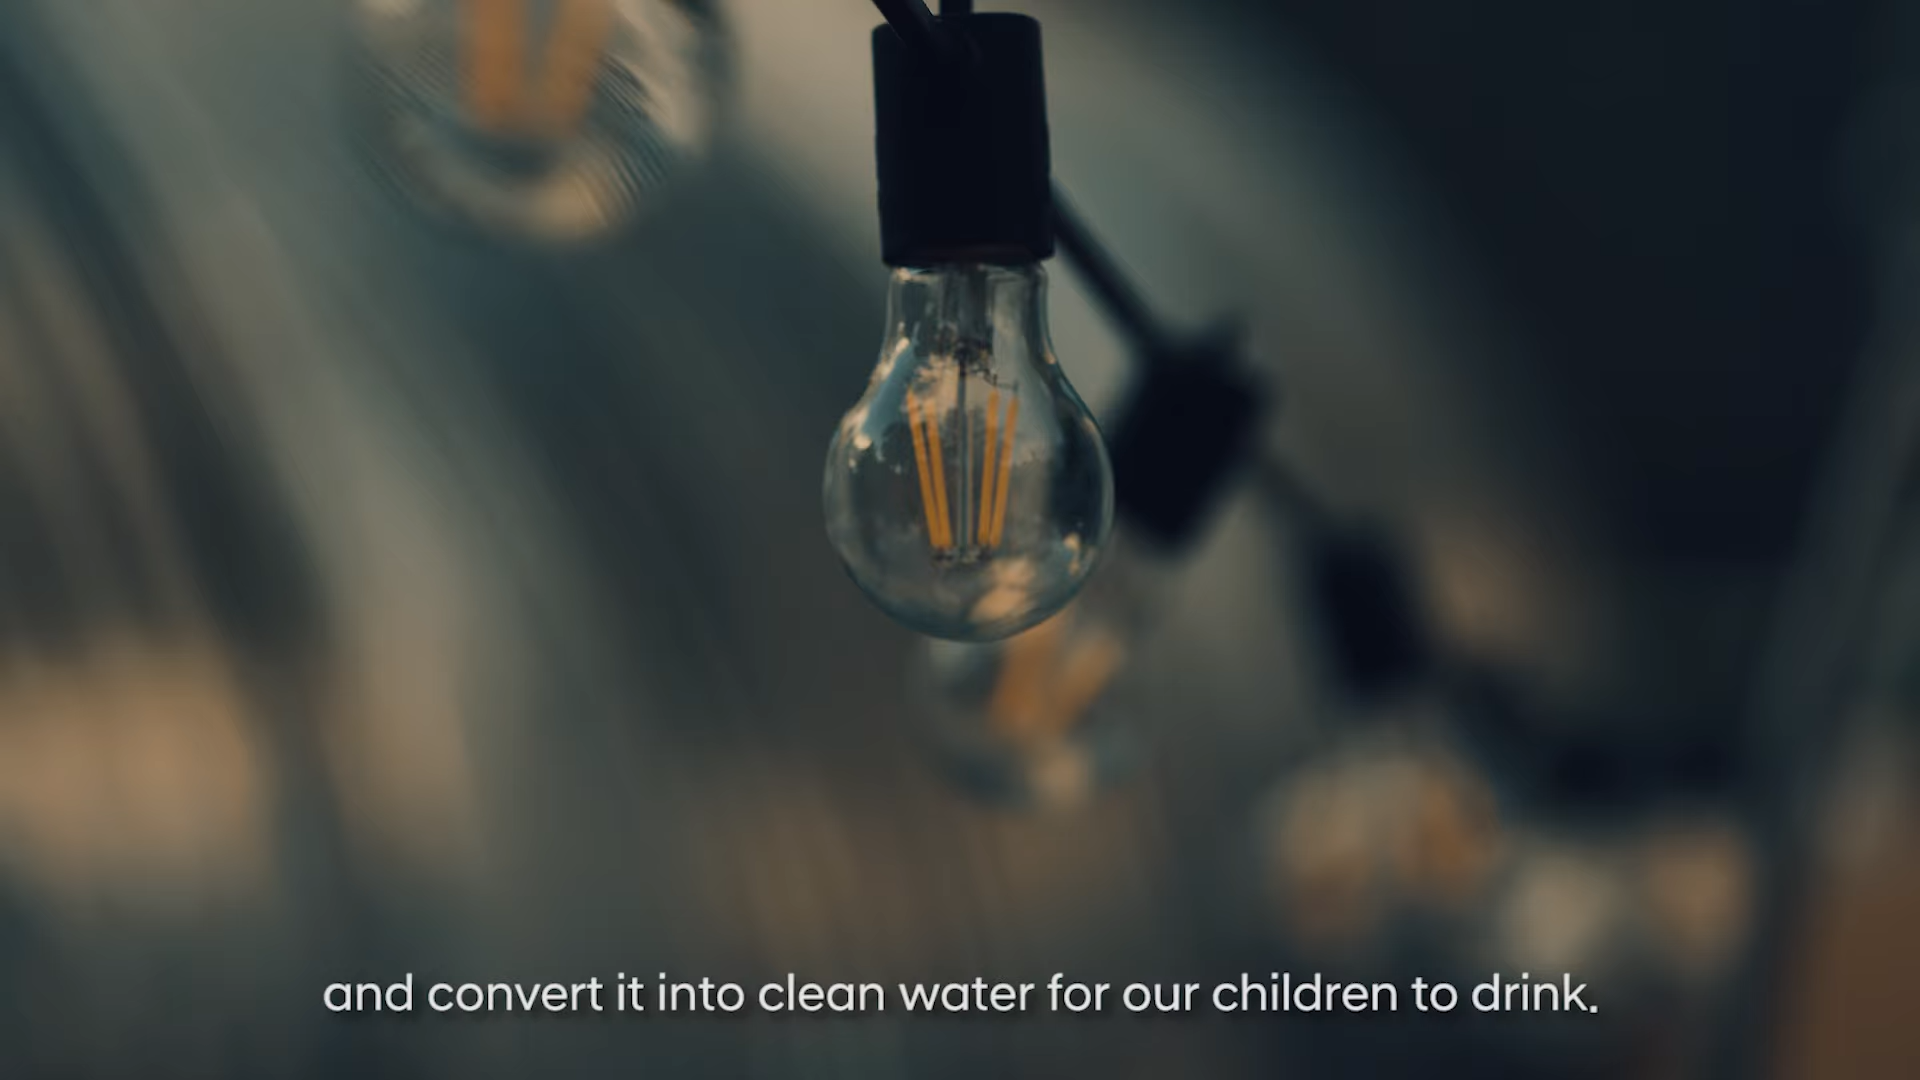 and convert it into clean water for our children to drink.